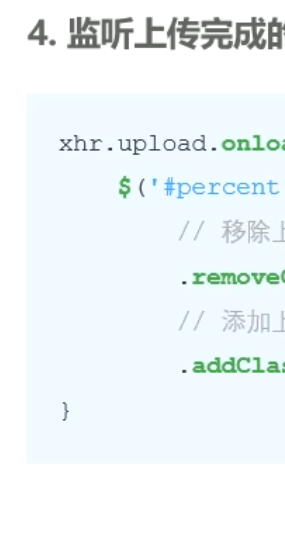 4. 监听上传完成的
xhr.upload.onloa
$('#percent'
// 移除上
.remove
// 添加上
.addClas
}